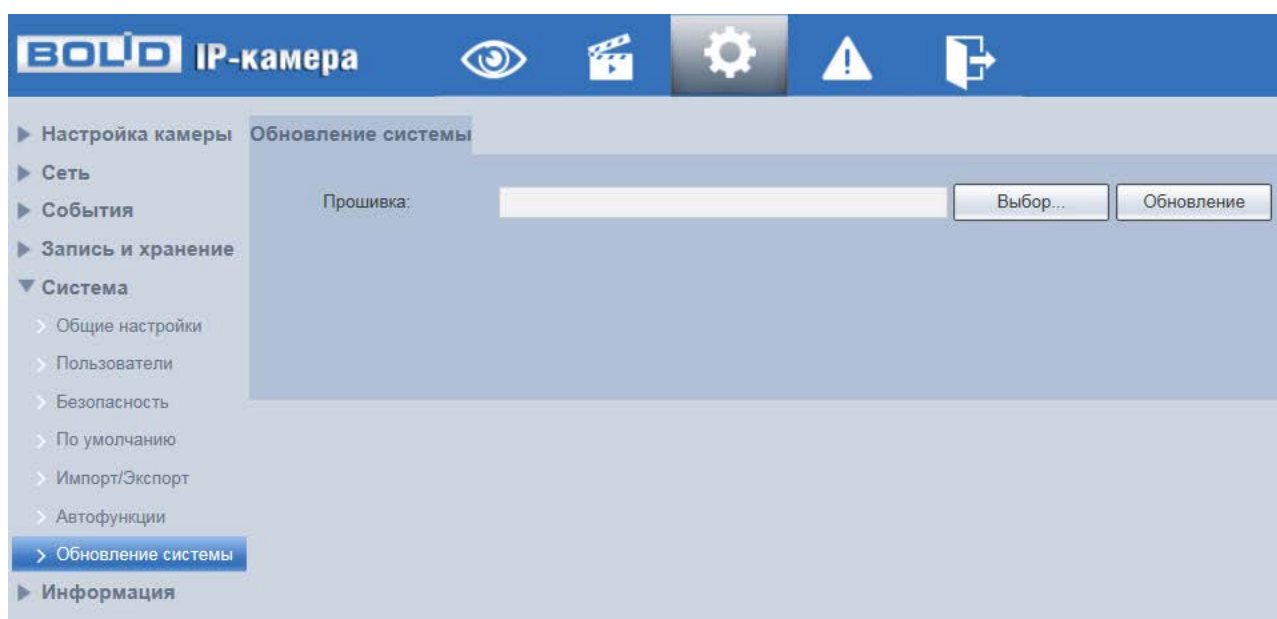 BOLID IP-камера
Настройка камеры
Сеть
События
Запись и хранение
Система
Общие настройки
Пользователи
Безопасность
По умолчанию
Импорт/Экспорт
Автофункции
Обновление системы
Информация
Обновление системы
Прошивка: Выбор... Обновление